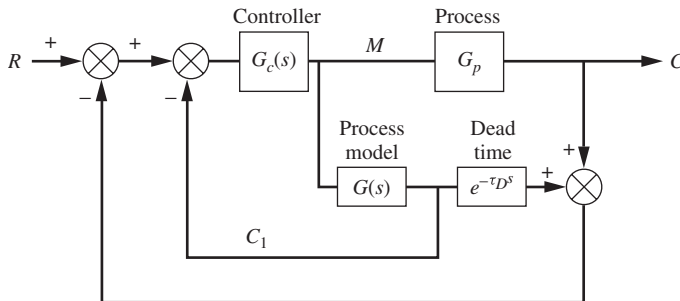 Controller
Process
R
+
+
G_c(s)
M
G_p
C
−
−
Process
model
Dead
time
+
G(s)
e^{−τ_D s}
+
C_1